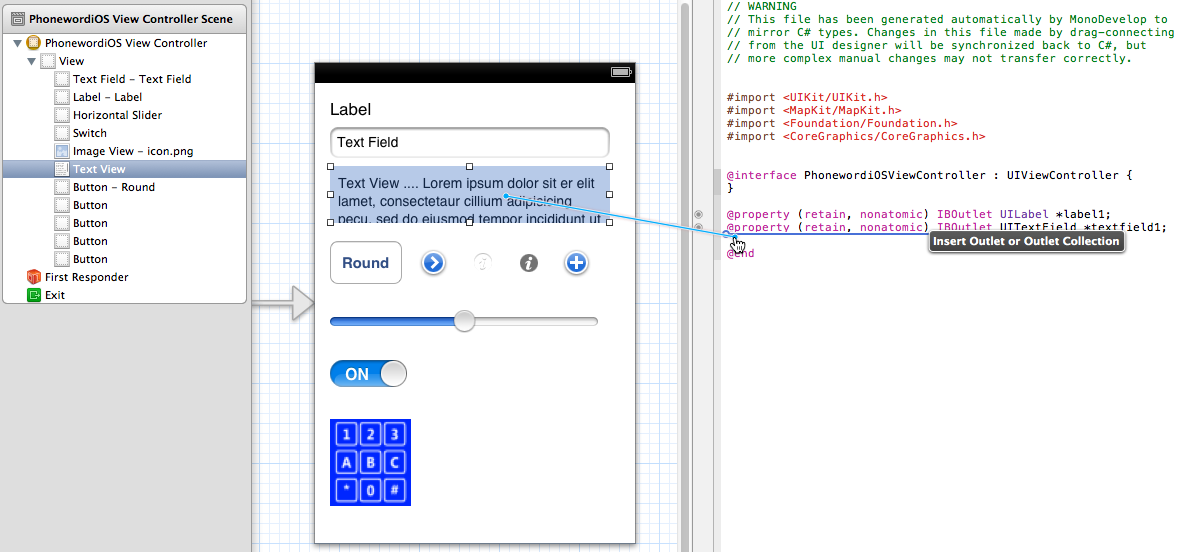 PhonewordiOS View Controller Scene
PhonewordiOS View Controller
View
Text Field – Text Field
Label – Label
Horizontal Slider
Switch
Image View – icon.png
Text View
Button – Round
Button
Button
Button
Button
First Responder
Exit
Label
Text Field
Text View .... Lorem ipsum dolor sit er elit
lamet, consectetaur cillium adipisicing
pecu, sed do eiusmod tempor incididunt ut
Round
ON
1 2 3
A B C
* 0 #
// WARNING
// This file has been generated automatically by MonoDevelop to
// mirror C# types. Changes in this file made by drag-connecting
// from the UI designer will be synchronized back to C#, but
// more complex manual changes may not transfer correctly.
#import <UIKit/UIKit.h>
#import <MapKit/MapKit.h>
#import <Foundation/Foundation.h>
#import <CoreGraphics/CoreGraphics.h>
@interface PhonewordiOSViewController : UIViewController {
}
@property (retain, nonatomic) IBOutlet UILabel *label1;
@property (retain, nonatomic) IBOutlet UITextField *textfield1;
Insert Outlet or Outlet Collection
@end